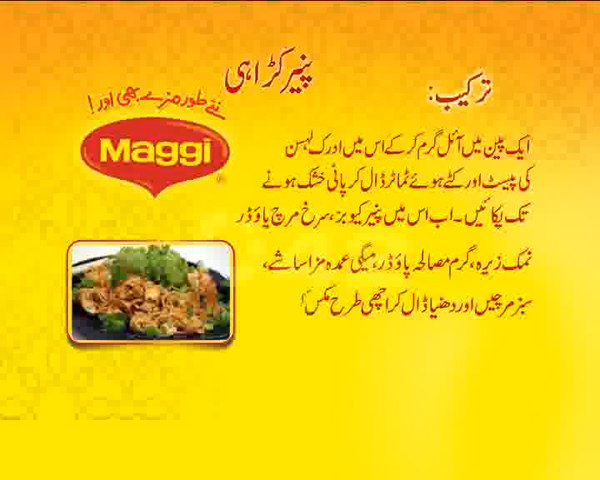 پنیر کڑاہی
ترکیب:
نئے طور مزے بھی اور!
Maggi
ایک پین میں آئل گرم کر کے اس میں ادرک لہسن
کی پیسٹ اور کٹے ہوئے ٹماٹر ڈال کر پانی خشک ہونے
تک پکائیں۔ اب اس میں پنیر کیوبز، سرخ مرچ پاؤڈر
نمک زیرہ، گرم مصالحہ پاؤڈر، میگی عمدہ مزا ساشے،
سبز مرچیں اور دھنیا ڈال کر اچھی طرح مکس